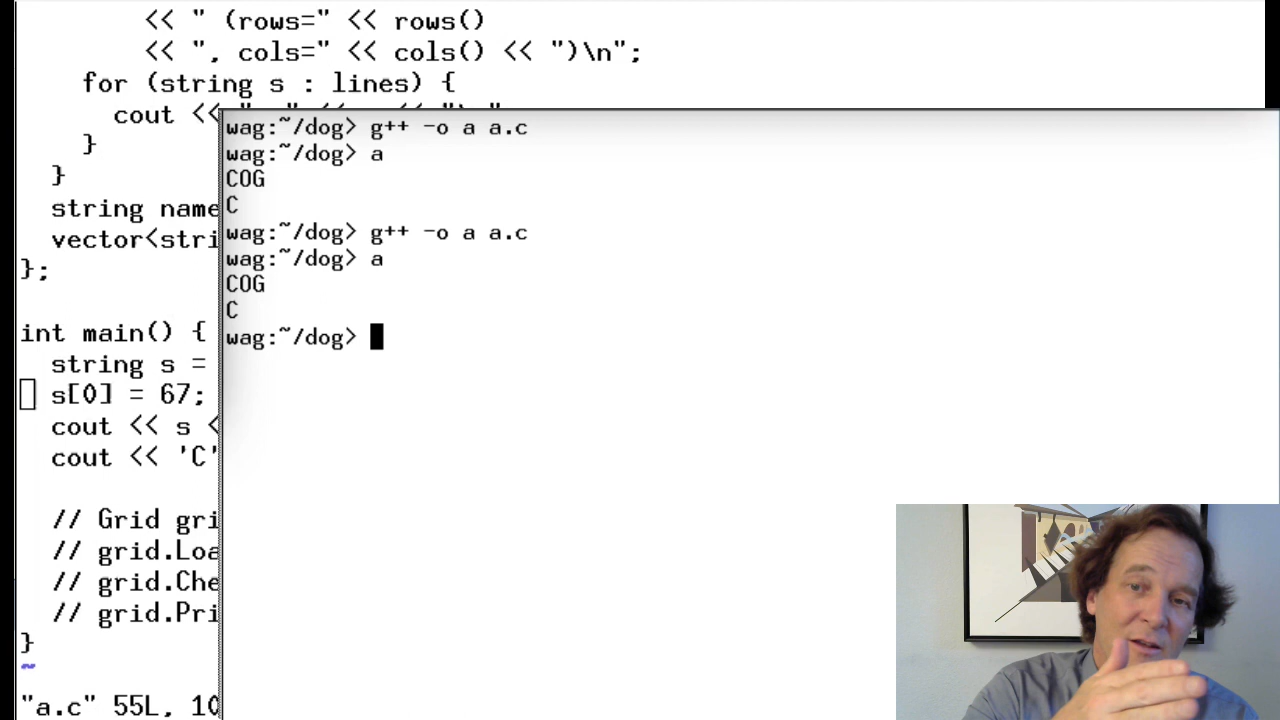 << " (rows=" << rows()
<< ", cols=" << cols() << ")\n";
for (string s : lines) {
cout <<
}
}
string name
vector<stri
};
int main() {
string s =
s[0] = 67;
cout << s <
cout << 'C'
// Grid gri
// grid.Loa
// grid.Che
// grid.Pri
}
~
"a.c" 55L, 10
wag:~/dog> g++ -o a a.c
wag:~/dog> a
COG
C
wag:~/dog> g++ -o a a.c
wag:~/dog> a
COG
C
wag:~/dog>